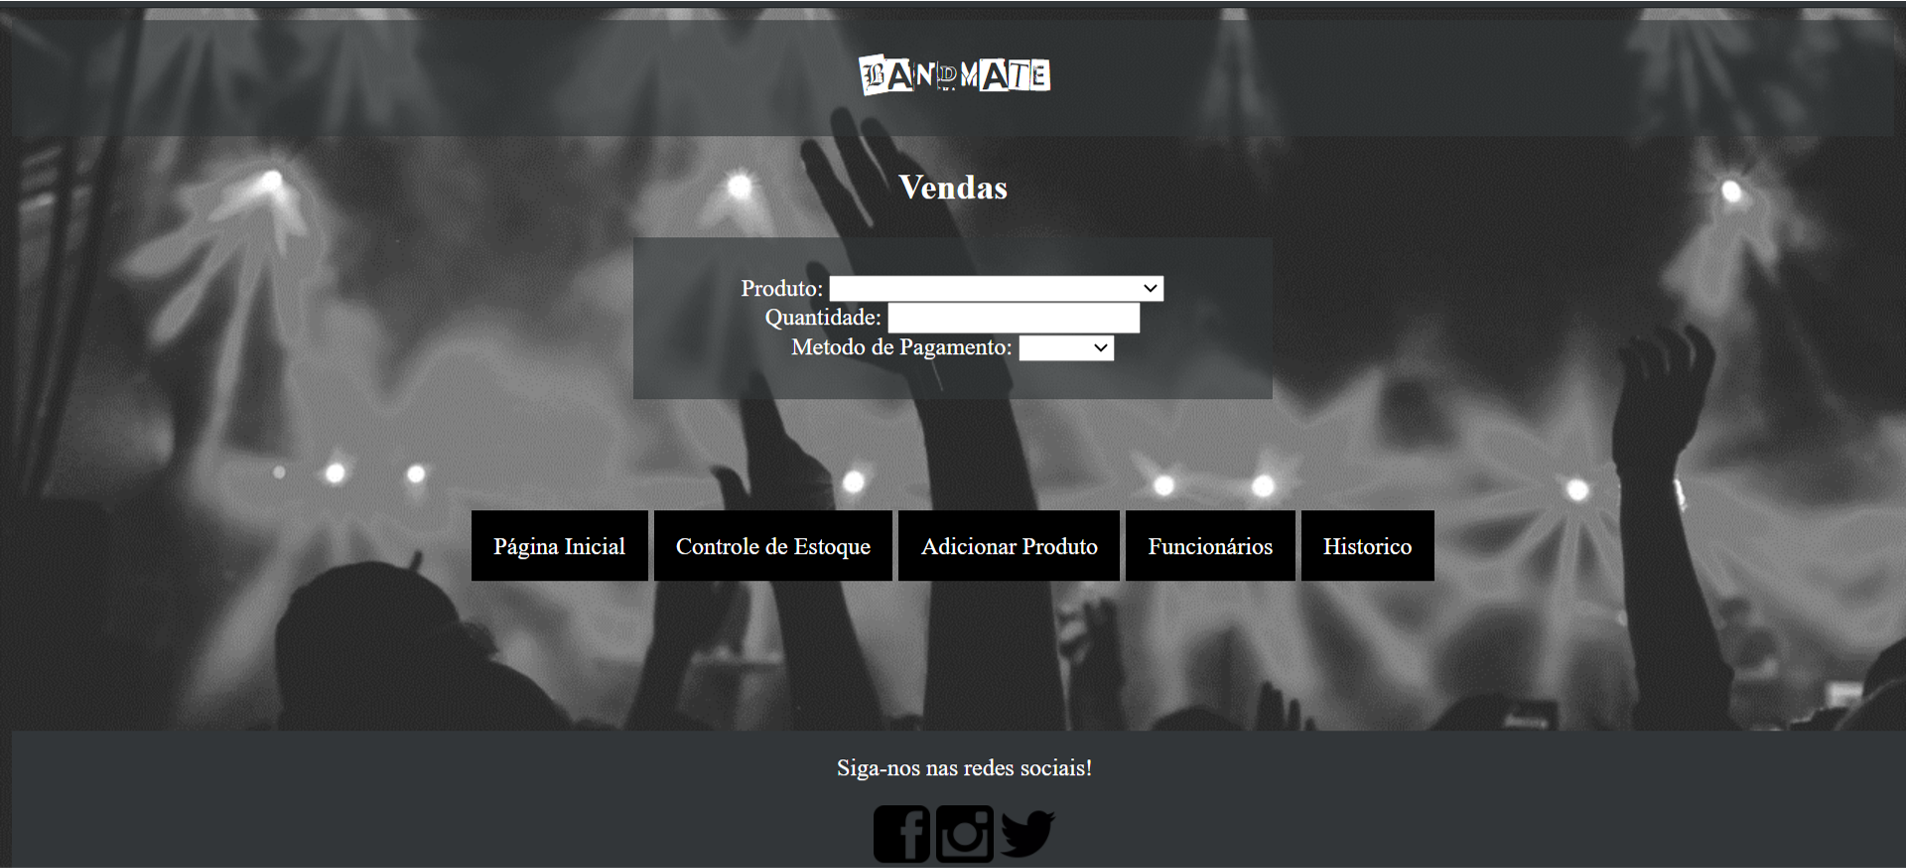 BANDMATE
Vendas
Produto:
Quantidade:
Metodo de Pagamento:
Página Inicial Controle de Estoque Adicionar Produto Funcionários Historico
Siga-nos nas redes sociais!